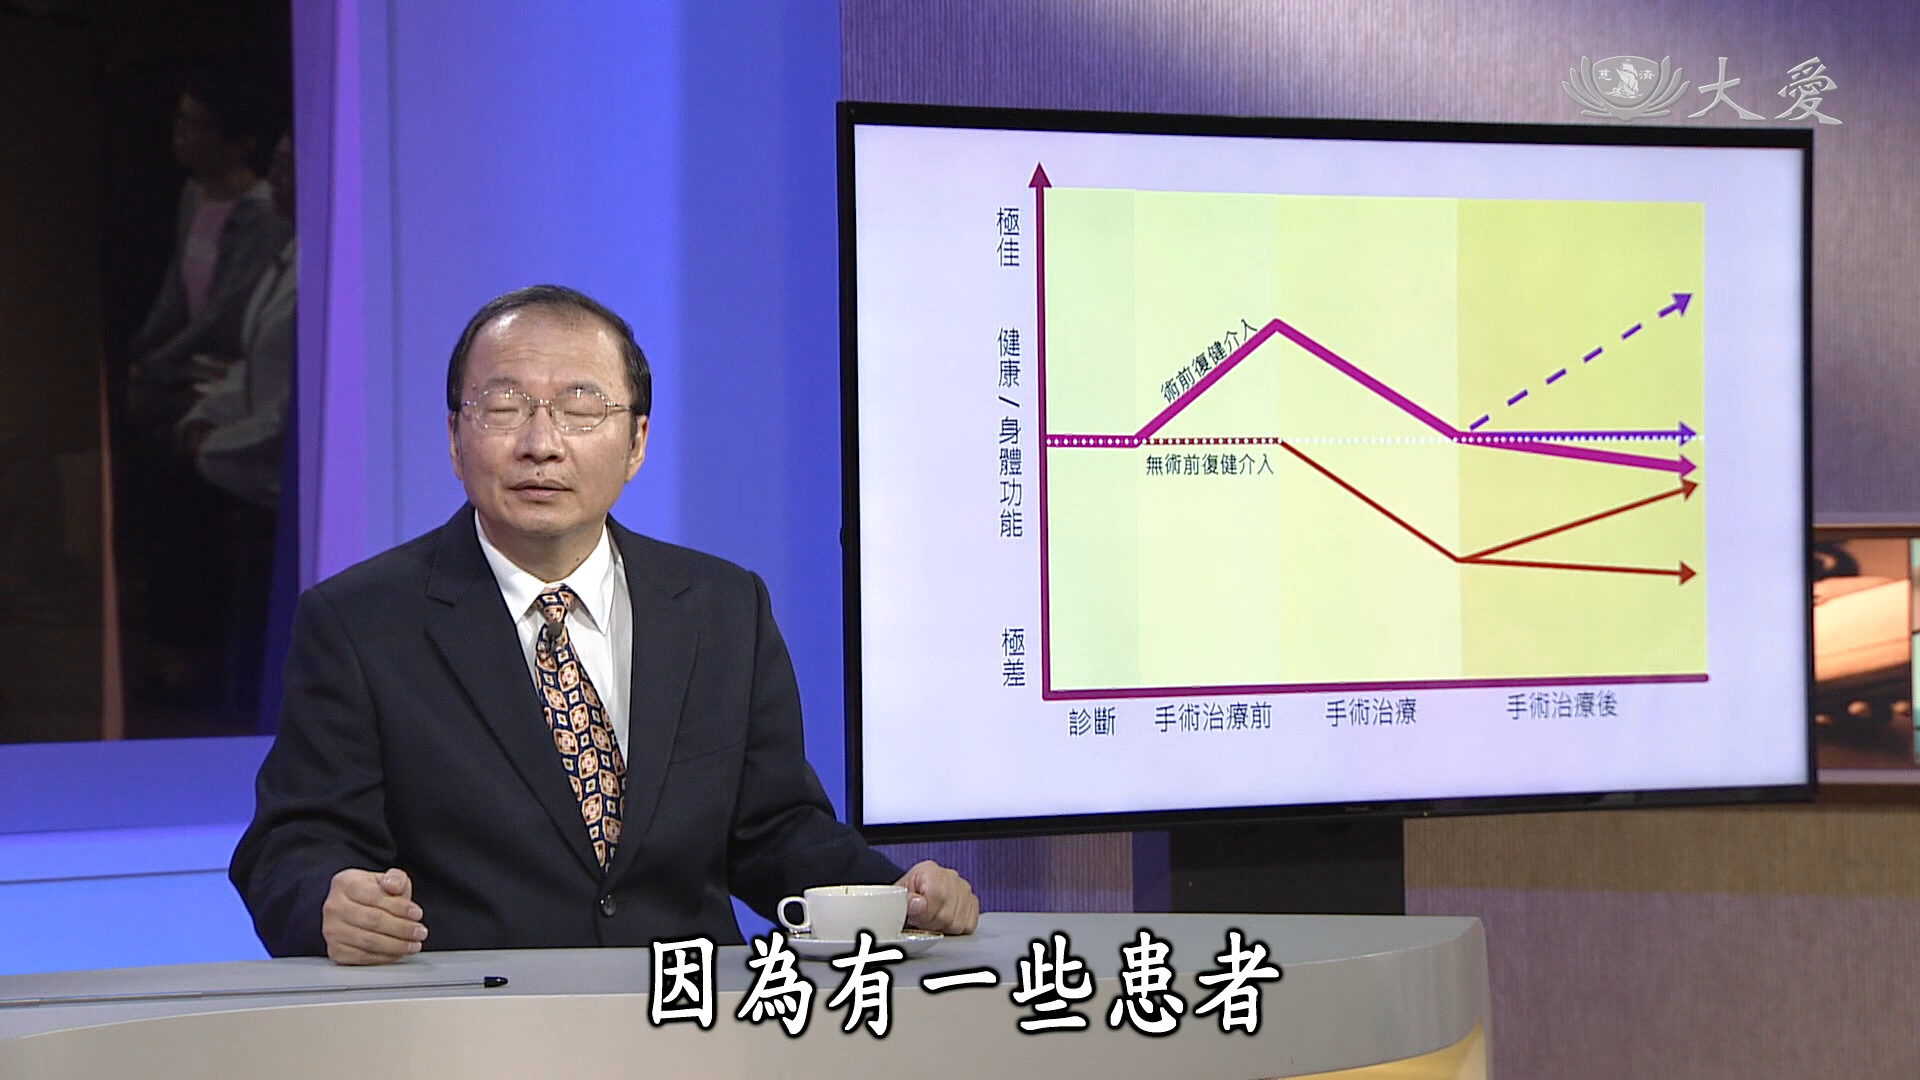 慈濟
大愛
極佳
健康/身體功能
極差
術前復健介入
無術前復健介入
診斷
手術治療前
手術治療
手術治療後
因為有一些患者